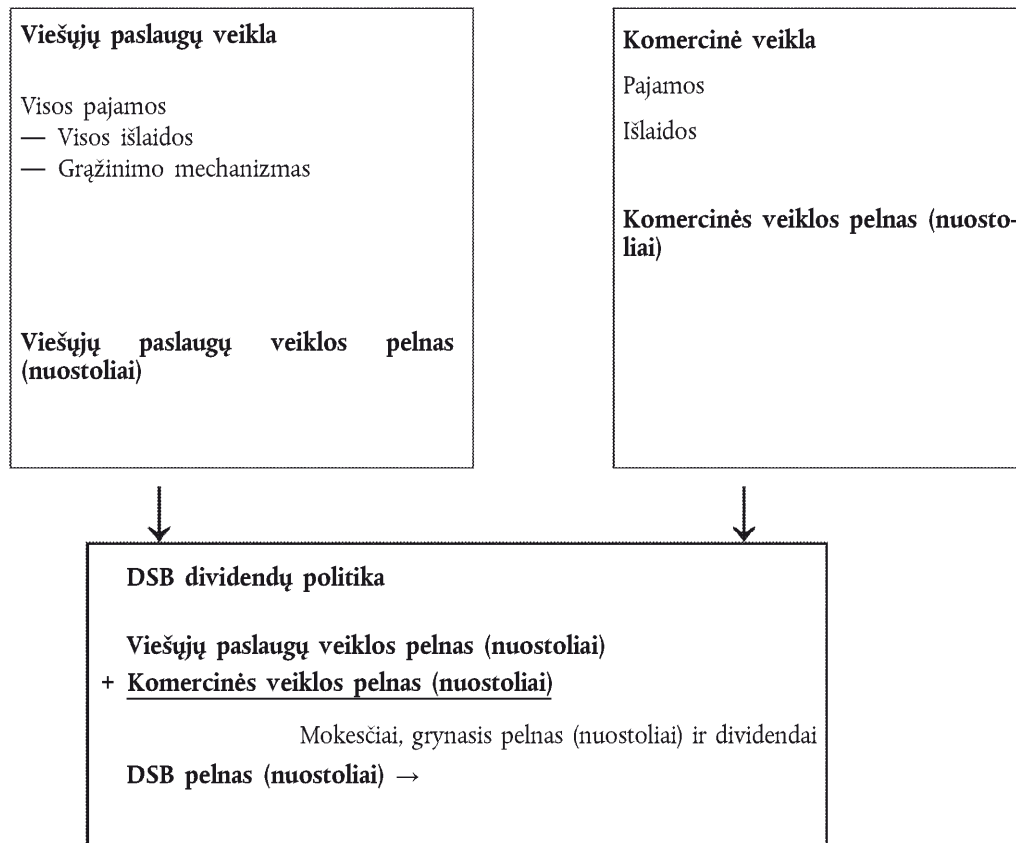 Viešųjų paslaugų veikla
Visos pajamos
— Visos išlaidos
— Grąžinimo mechanizmas
Viešųjų paslaugų veiklos pelnas
(nuostoliai)
Komercinė veikla
Pajamos
Išlaidos
Komercinės veiklos pelnas (nuosto-
liai)
DSB dividendų politika
Viešųjų paslaugų veiklos pelnas (nuostoliai)
+ Komercinės veiklos pelnas (nuostoliai)
Mokesčiai, grynasis pelnas (nuostoliai) ir dividendai
DSB pelnas (nuostoliai) →